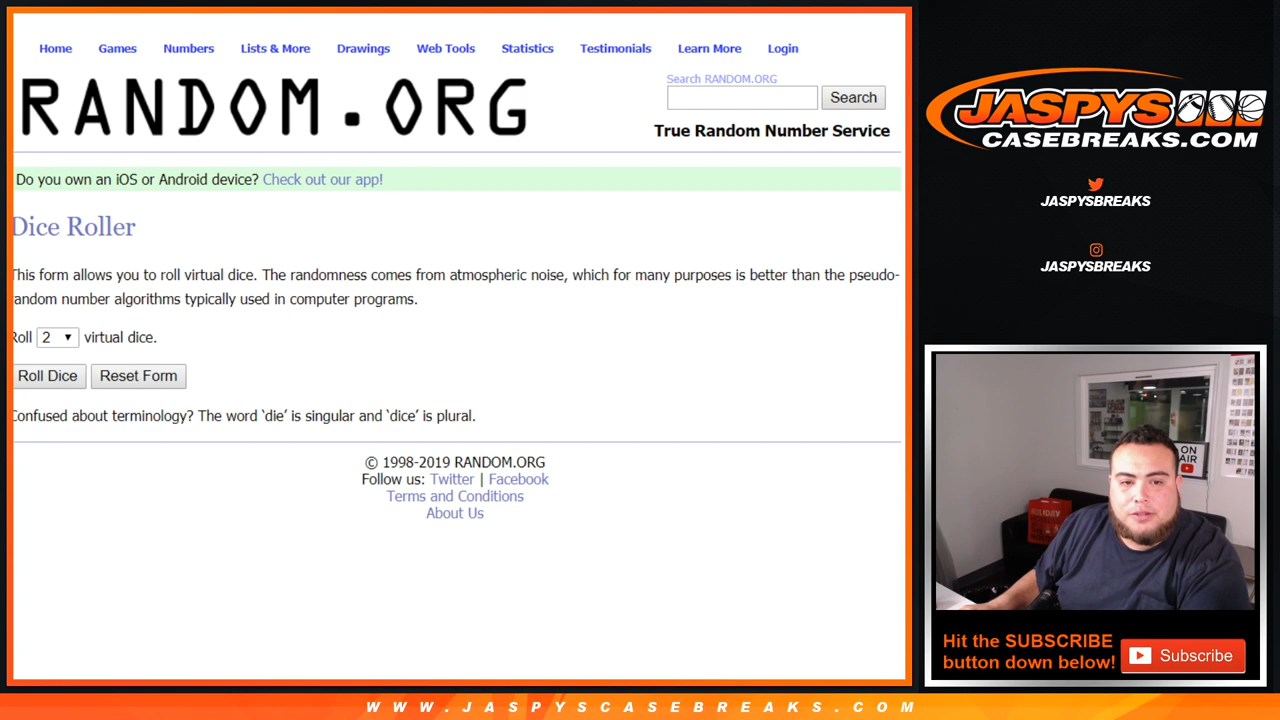 Home Games Numbers Lists & More Drawings Web Tools Statistics Testimonials Learn More Login
RANDOM.ORG
Search RANDOM.ORG
Search
True Random Number Service
Do you own an iOS or Android device? Check out our app!
Dice Roller
This form allows you to roll virtual dice. The randomness comes from atmospheric noise, which for many purposes is better than the pseudo-
random number algorithms typically used in computer programs.
Roll 2 virtual dice.
Roll Dice Reset Form
Confused about terminology? The word ‘die’ is singular and ‘dice’ is plural.
© 1998-2019 RANDOM.ORG
Follow us: Twitter | Facebook
Terms and Conditions
About Us
JASPYS
CASEBREAKS.COM
JASPYSBREAKS
JASPYSBREAKS
ON
AIR
HOLIDAY
Hit the SUBSCRIBE
button down below!
Subscribe
WWW.JASPYSCASEBREAKS.COM